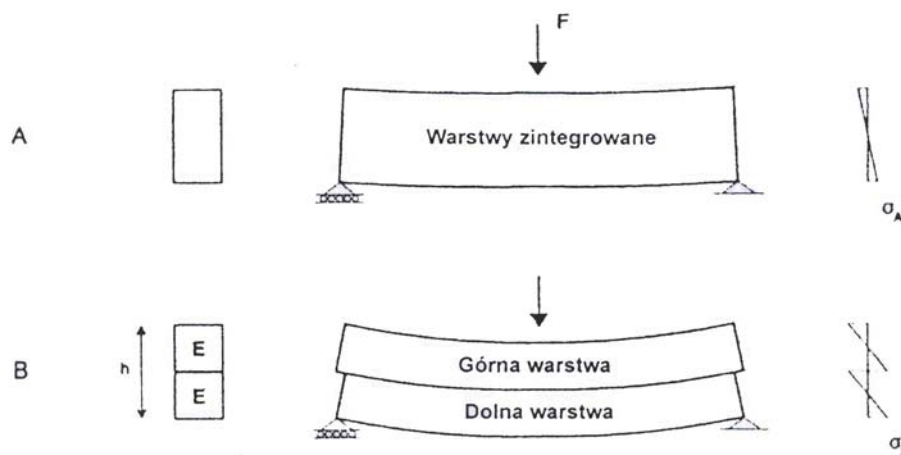 F
A
Warstwy zintegrowane
σA
B
h
E
E
Górna warstwa
Dolna warstwa
σ